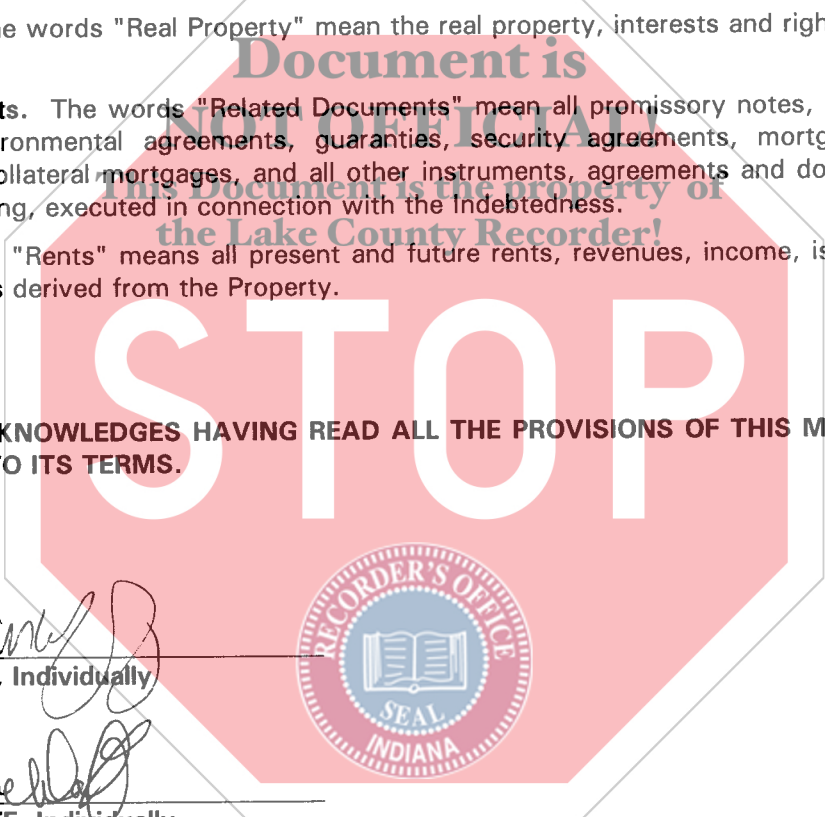 he words "Real Property" mean the real property, interests and righ
Document is
ts. The words "Related Documents" mean all promissory notes,
NOT OFFICIAL!
ronmental agreements, guaranties, security agreements, mortg
ollateral mortgages, and all other instruments, agreements and do
This Document is the property of
ng, executed in connection with the Indebtedness.
the Lake County Recorder!
"Rents" means all present and future rents, revenues, income, is
s derived from the Property.
STOP
KNOWLEDGES HAVING READ ALL THE PROVISIONS OF THIS M
O ITS TERMS.
RECORDER'S OFFICE
, Individually
SEAL
INDIANA
E, Individually